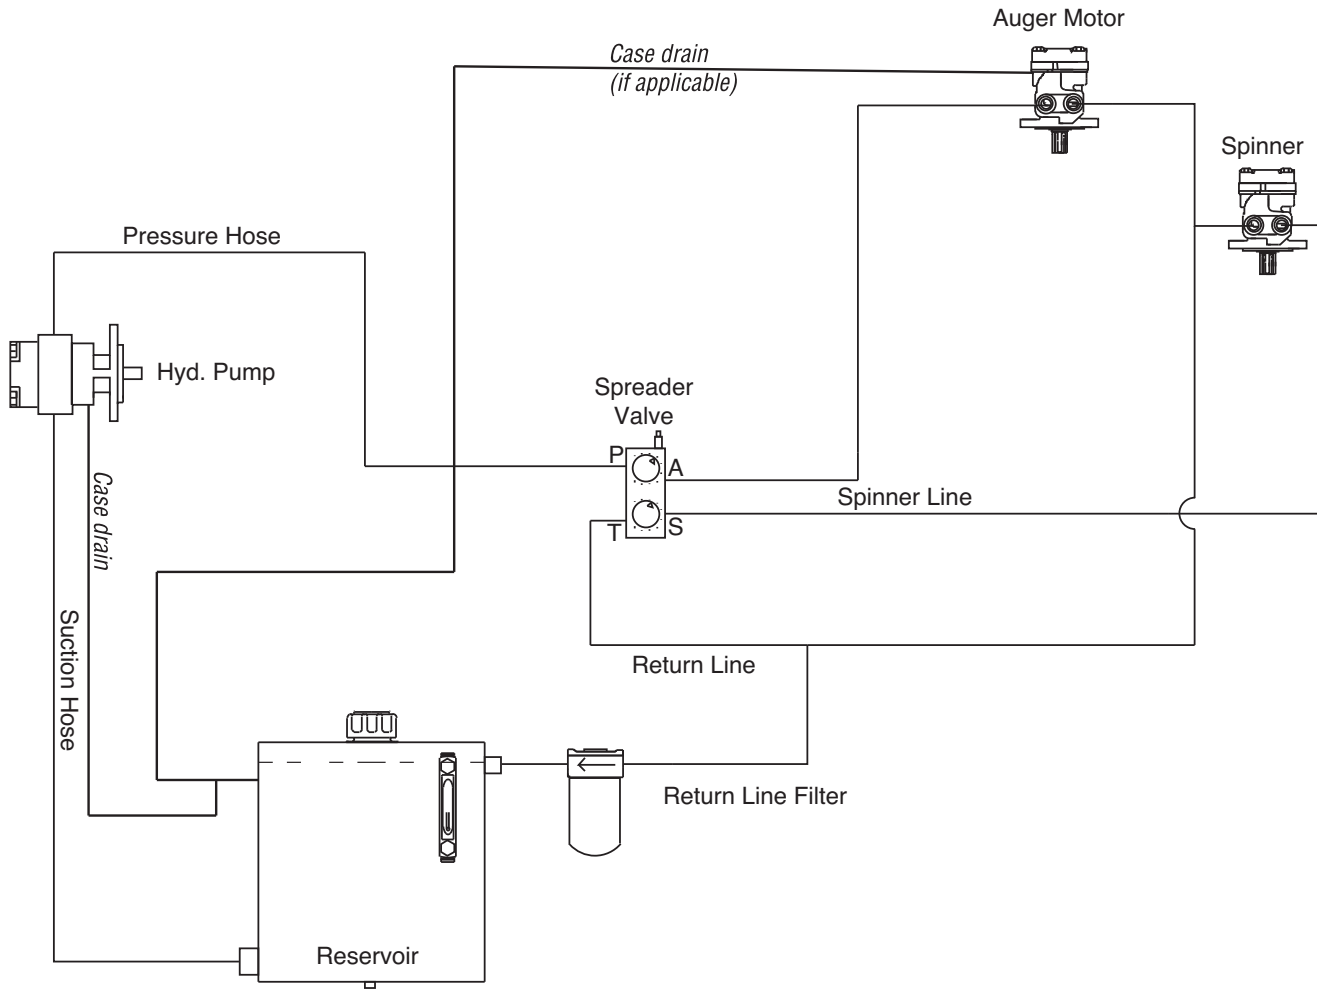 Auger Motor
Case drain
(if applicable)
Spinner
Pressure Hose
Hyd. Pump
Spreader
Valve
P
A
Spinner Line
T
S
Case drain
Suction Hose
Return Line
Return Line Filter
Reservoir